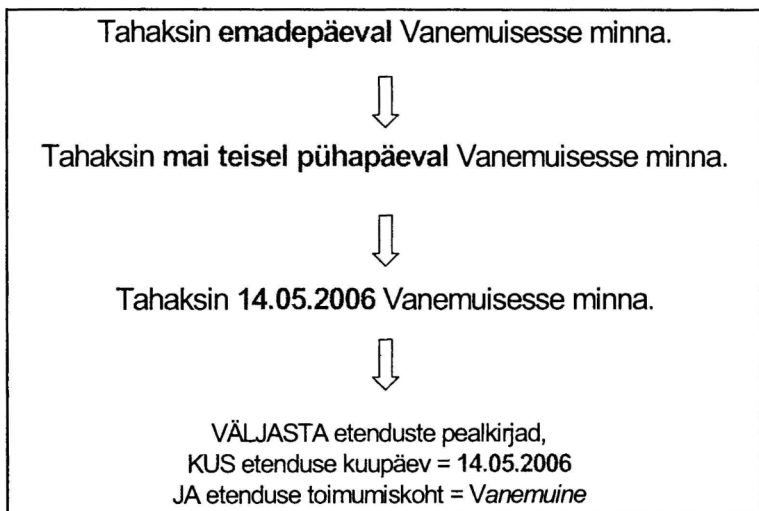 Tahaksin emadepäeval Vanemuisesse minna.
Tahaksin mai teisel pühapäeval Vanemuisesse minna.
Tahaksin 14.05.2006 Vanemuisesse minna.
VÄLJASTA etenduste pealkirjad,
KUS etenduse kuupäev = 14.05.2006
JA etenduse toimumiskoht = Vanemuine